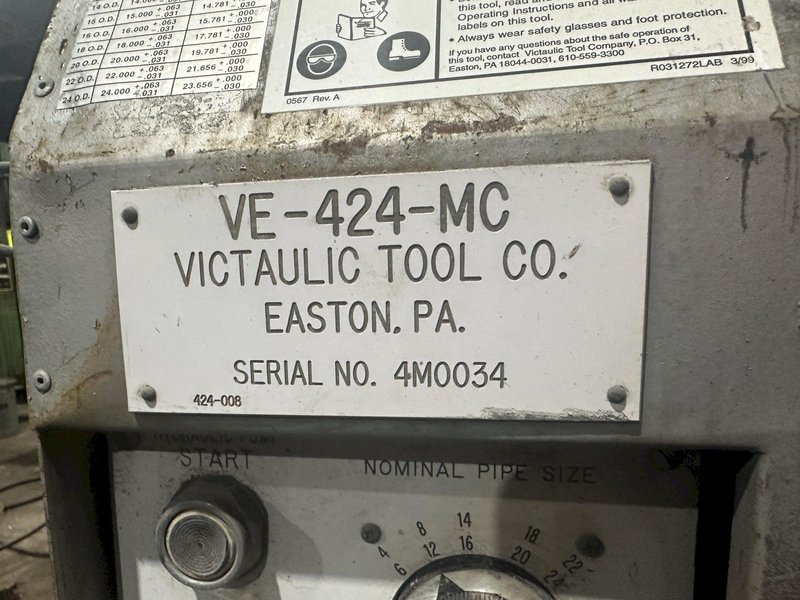 14.781 -.030
15.000 +.063 -.031 15.781 +.000 -.030
16 O.D. 16.000 +.063 -.031 17.781 +.000 -.030
18 O.D. 18.000 +.063 -.031 19.781 +.000 -.030
20 O.D. 20.000 +.063 -.031 21.656 +.000 -.030
22 O.D. 22.000 +.063 -.031 23.656 +.000 -.030
24 O.D. 24.000 +.063 -.031
this tool, read and
Operating Instructions and all
labels on this tool.
• Always wear safety glasses and foot protection.
If you have any questions about the safe operation of
this tool, contact Victaulic Tool Company, P.O. Box 31,
Easton, PA 18044-0031, 610-559-3300
0567 Rev. A
R031272LAB 3/99
VE-424-MC
VICTAULIC TOOL CO.
EASTON, PA.
SERIAL NO. 4M0034
424-008
HYDRAULIC PUMP
START
NOMINAL PIPE SIZE
4 6 8 12 14 16 18 20 22 24